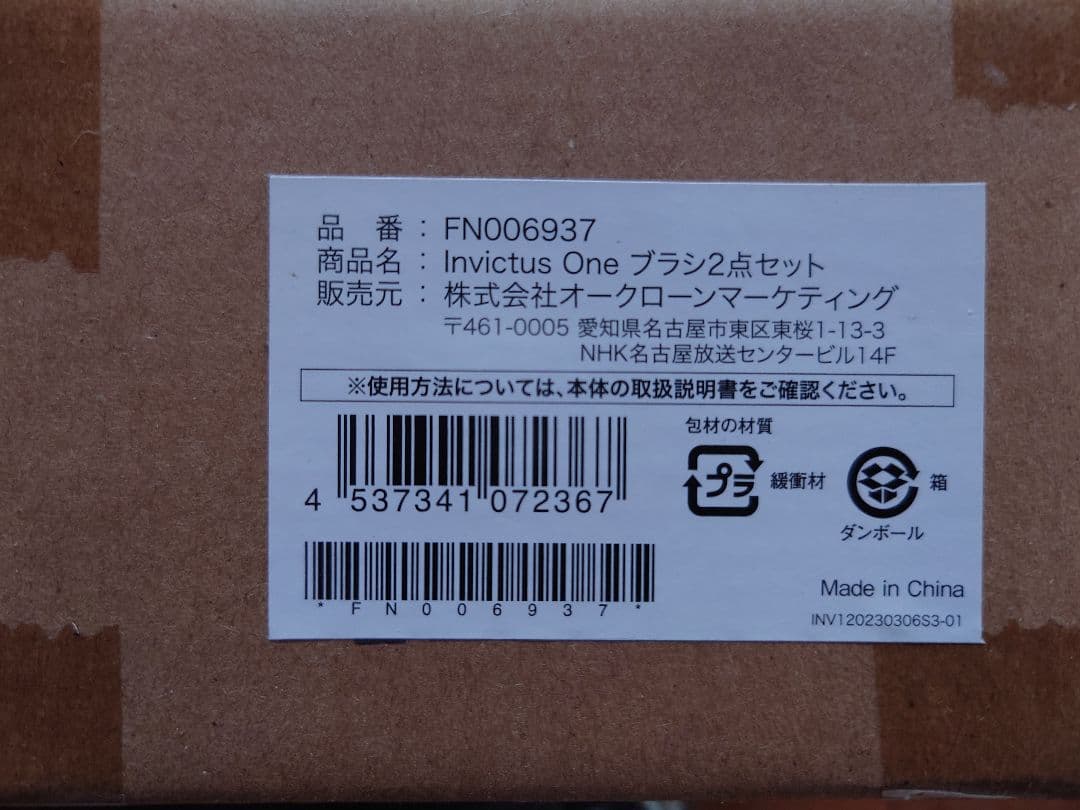 品　番 : FN006937
商品名 : Invictus One ブラシ2点セット
販売元 : 株式会社オークローンマーケティング
〒461-0005 愛知県名古屋市東区東桜1-13-3
NHK名古屋放送センタービル14F
※使用方法については、本体の取扱説明書をご確認ください。
4 537341 072367
包材の材質
プラ 緩衝材
箱
ダンボール
*FN006937*
Made in China
INV120230306S3-01